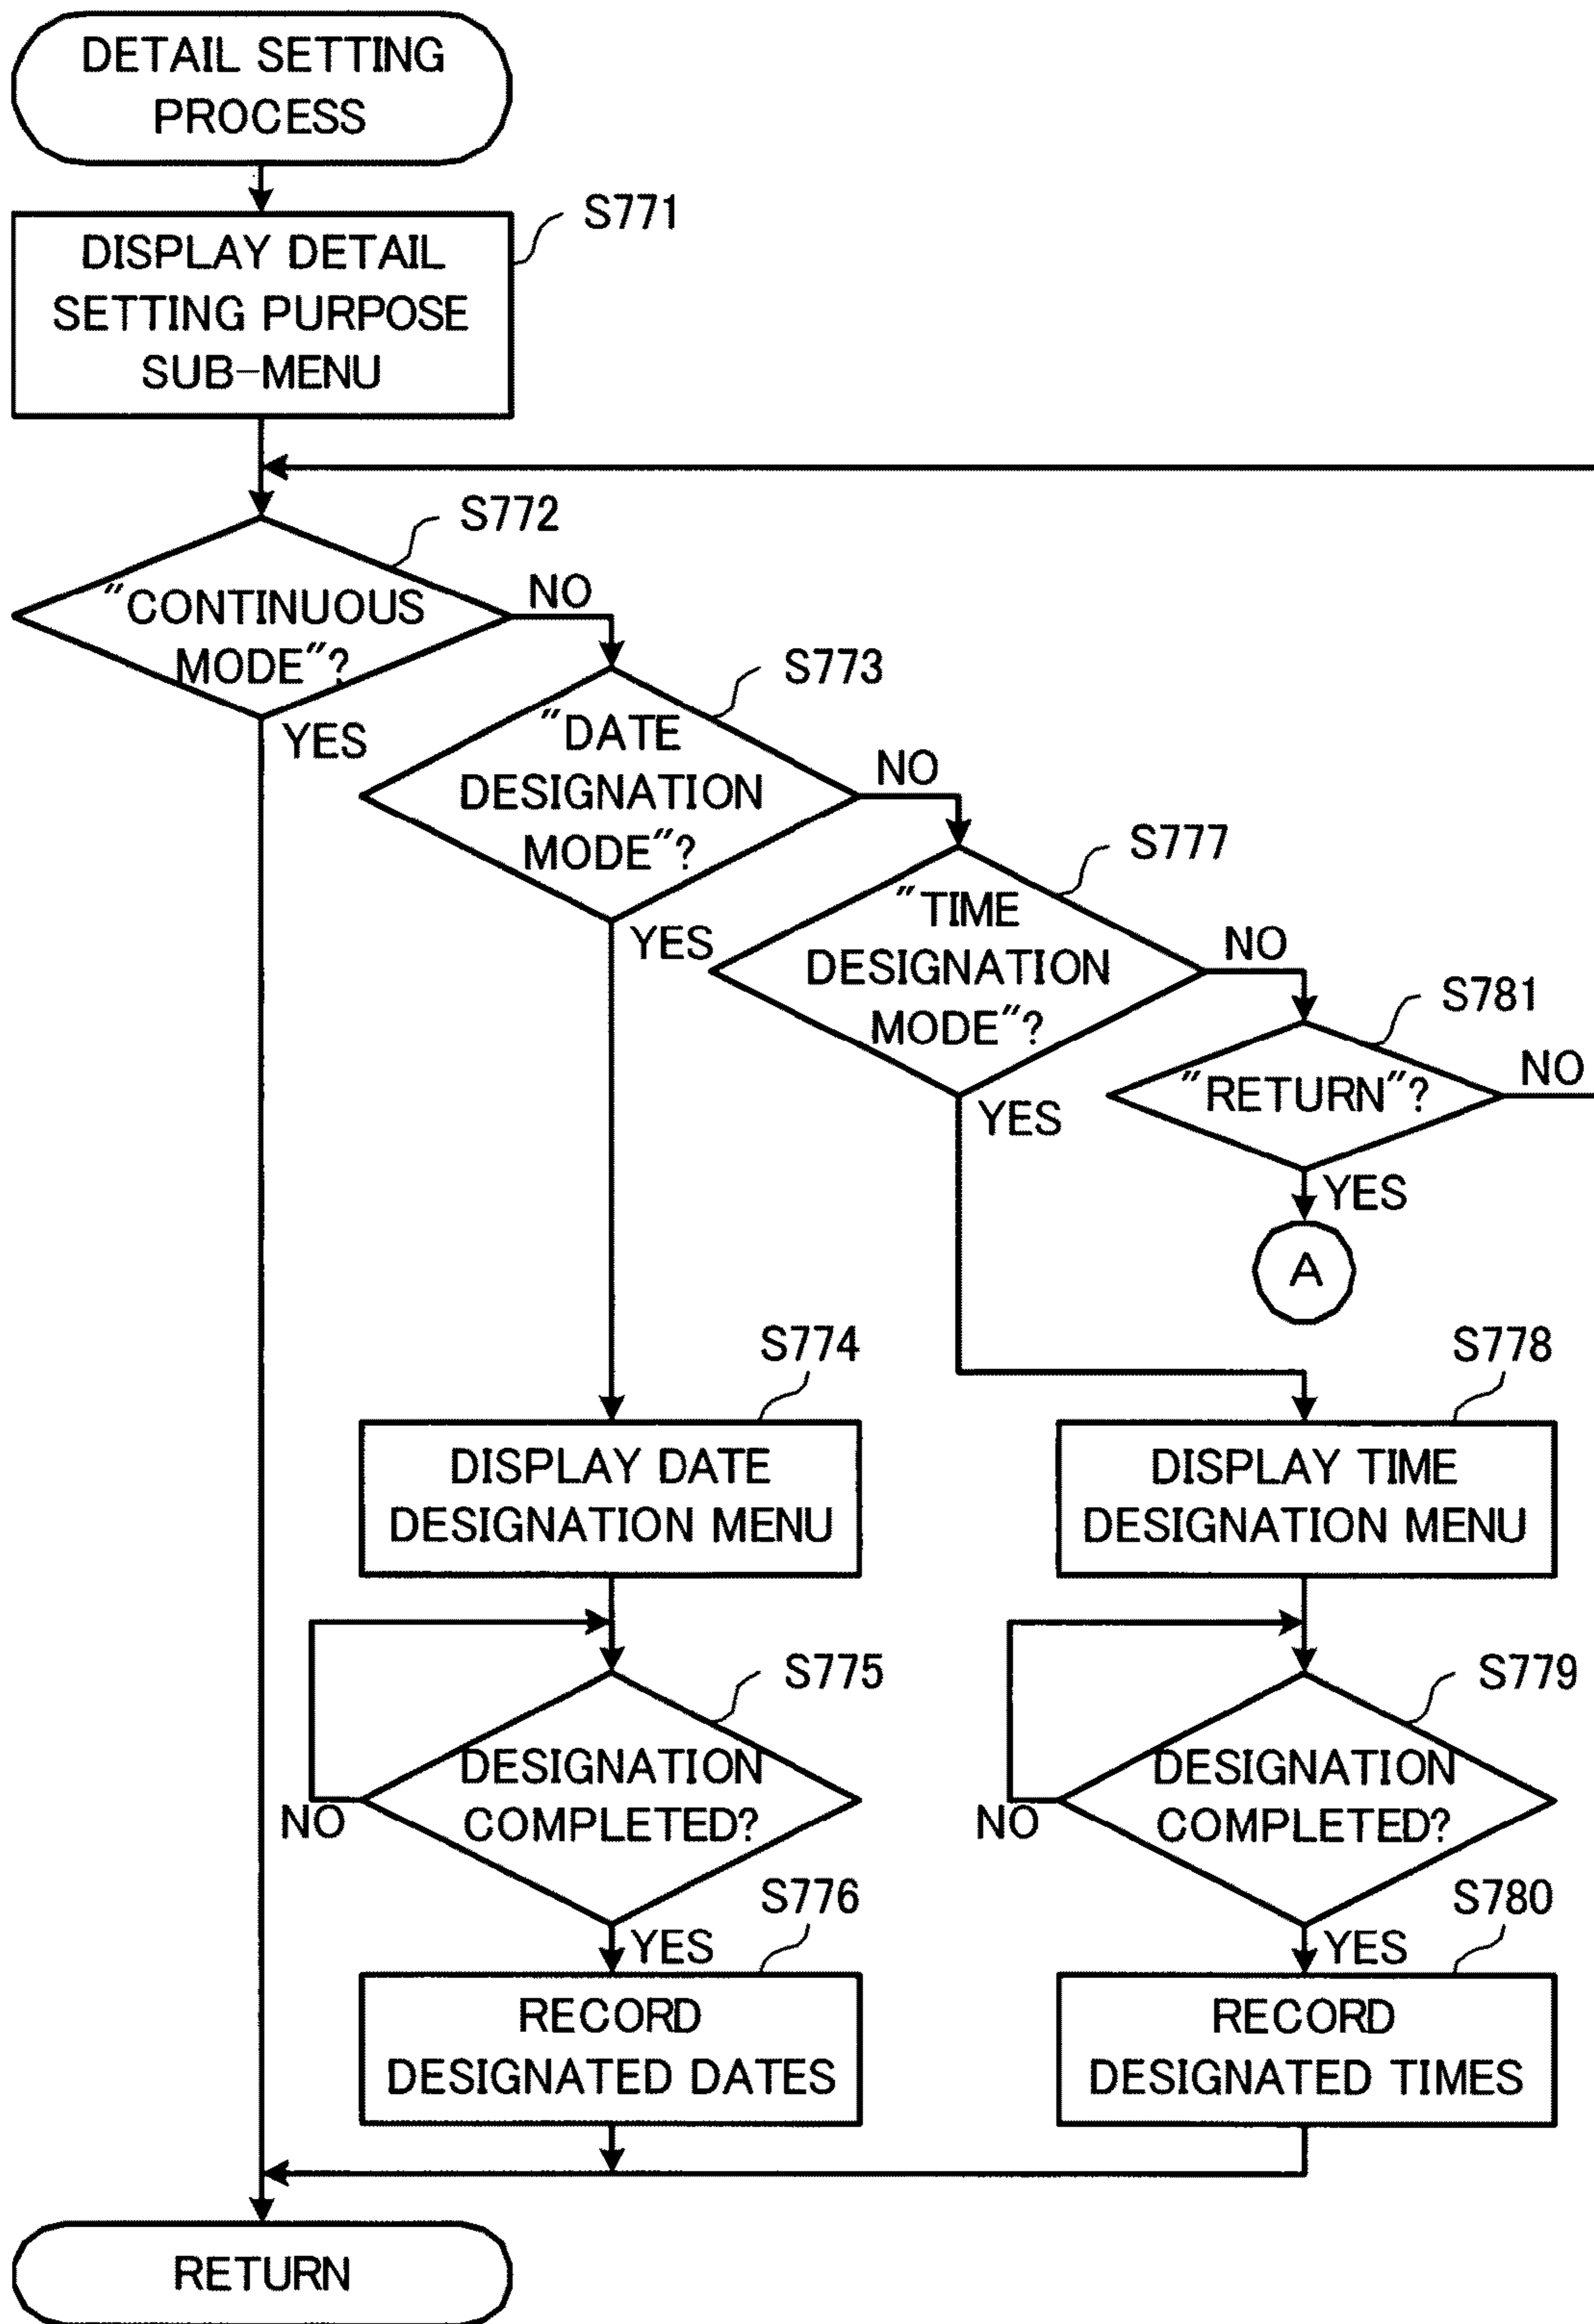 DETAIL SETTING
PROCESS
S771
DISPLAY DETAIL
SETTING PURPOSE
SUB-MENU
S772
"CONTINUOUS
MODE"?
NO
YES
S773
"DATE
DESIGNATION
MODE"?
NO
YES
S777
"TIME
DESIGNATION
MODE"?
NO
YES
S781
"RETURN"?
NO
YES
A
S774
DISPLAY DATE
DESIGNATION MENU
S778
DISPLAY TIME
DESIGNATION MENU
S775
DESIGNATION
COMPLETED?
NO
YES
S779
DESIGNATION
COMPLETED?
NO
YES
S776
RECORD
DESIGNATED DATES
S780
RECORD
DESIGNATED TIMES
RETURN